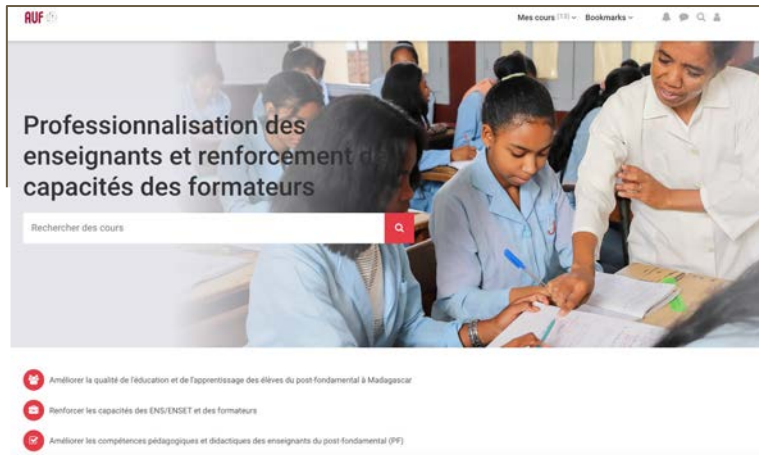 AUF
Mes cours (13) Bookmarks
Professionnalisation des
enseignants et renforcement de
capacités des formateurs
Rechercher des cours
Améliorer la qualité de l'éducation et de l'apprentissage des élèves du post-fondamental à Madagascar
Renforcer les capacités des ENS/ENSET et des formateurs
Améliorer les compétences pédagogiques et didactiques des enseignants du post-fondamental (PF)